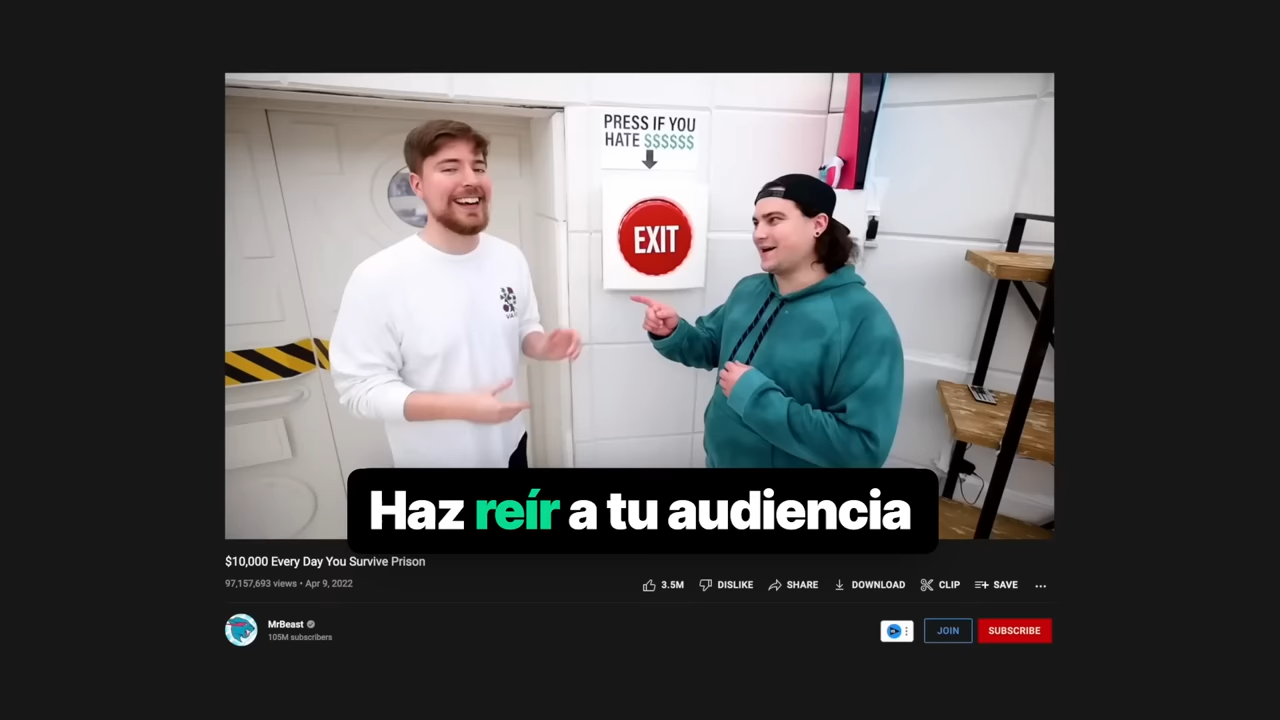 PRESS IF YOU
HATE $$$$$$
EXIT
Haz reír a tu audiencia
$10,000 Every Day You Survive Prison
97,157,693 views • Apr 9, 2022
3.5M DISLIKE SHARE DOWNLOAD CLIP SAVE ...
MrBeast
105M subscribers
JOIN SUBSCRIBE